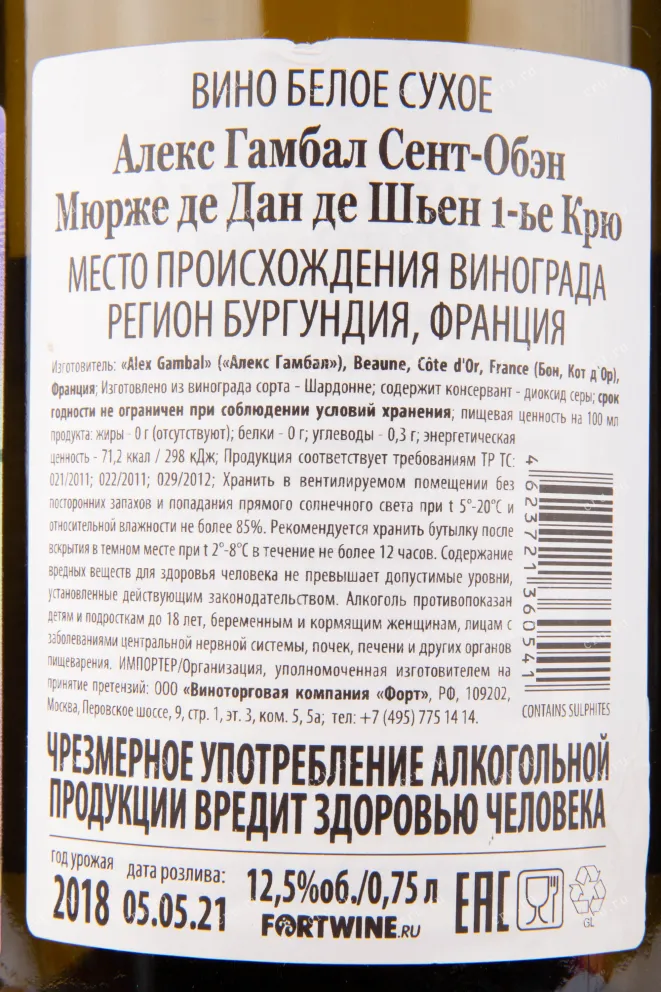 ВИНО БЕЛОЕ СУХОЕ
Алекс Гамбал Сент-Обэн
Мюрже де Дан де Шьен 1-ье Крю
МЕСТО ПРОИСХОЖДЕНИЯ ВИНОГРАДА
РЕГИОН БУРГУНДИЯ, ФРАНЦИЯ
Изготовитель: «Alex Gambal» («Алекс Гамбал»), Beaune, Côte d'Or, France (Бон, Кот д`Ор),
Франция; Изготовлено из винограда сорта - Шардонне; содержит консервант - диоксид серы; срок
годности не ограничен при соблюдении условий хранения; пищевая ценность на 100 мл
продукта: жиры - 0 г (отсутствуют); белки - 0 г; углеводы - 0,3 г; энергетическая
ценность - 71,2 ккал / 298 кДж; Продукция соответствует требованиям ТР ТС:
021/2011; 022/2011; 029/2012; Хранить в вентилируемом помещении без
посторонних запахов и попадания прямого солнечного света при t 5°-20°С и
относительной влажности не более 85%. Рекомендуется хранить бутылку после
вскрытия в темном месте при t 2°-8°С в течение не более 12 часов. Содержание
вредных веществ для здоровья человека не превышает допустимые уровни,
установленные действующим законодательством. Алкоголь противопоказан
детям и подросткам до 18 лет, беременным и кормящим женщинам, лицам с
заболеваниями центральной нервной системы, почек, печени и других органов
пищеварения. ИМПОРТЕР/Организация, уполномоченная изготовителем на
принятие претензий: ООО «Виноторговая компания «Форт», РФ, 109202,
Москва, Перовское шоссе, 9, стр. 1, эт. 3, ком. 5, 5а; тел: +7 (495) 775 14 14.
4 623721 360541
CONTAINS SULPHITES
ЧРЕЗМЕРНОЕ УПОТРЕБЛЕНИЕ АЛКОГОЛЬНОЙ
ПРОДУКЦИИ ВРЕДИТ ЗДОРОВЬЮ ЧЕЛОВЕКА
год урожая дата розлива:
2018 05.05.21
12,5%об./0,75 л
FORTWINE.RU
EAC
GL